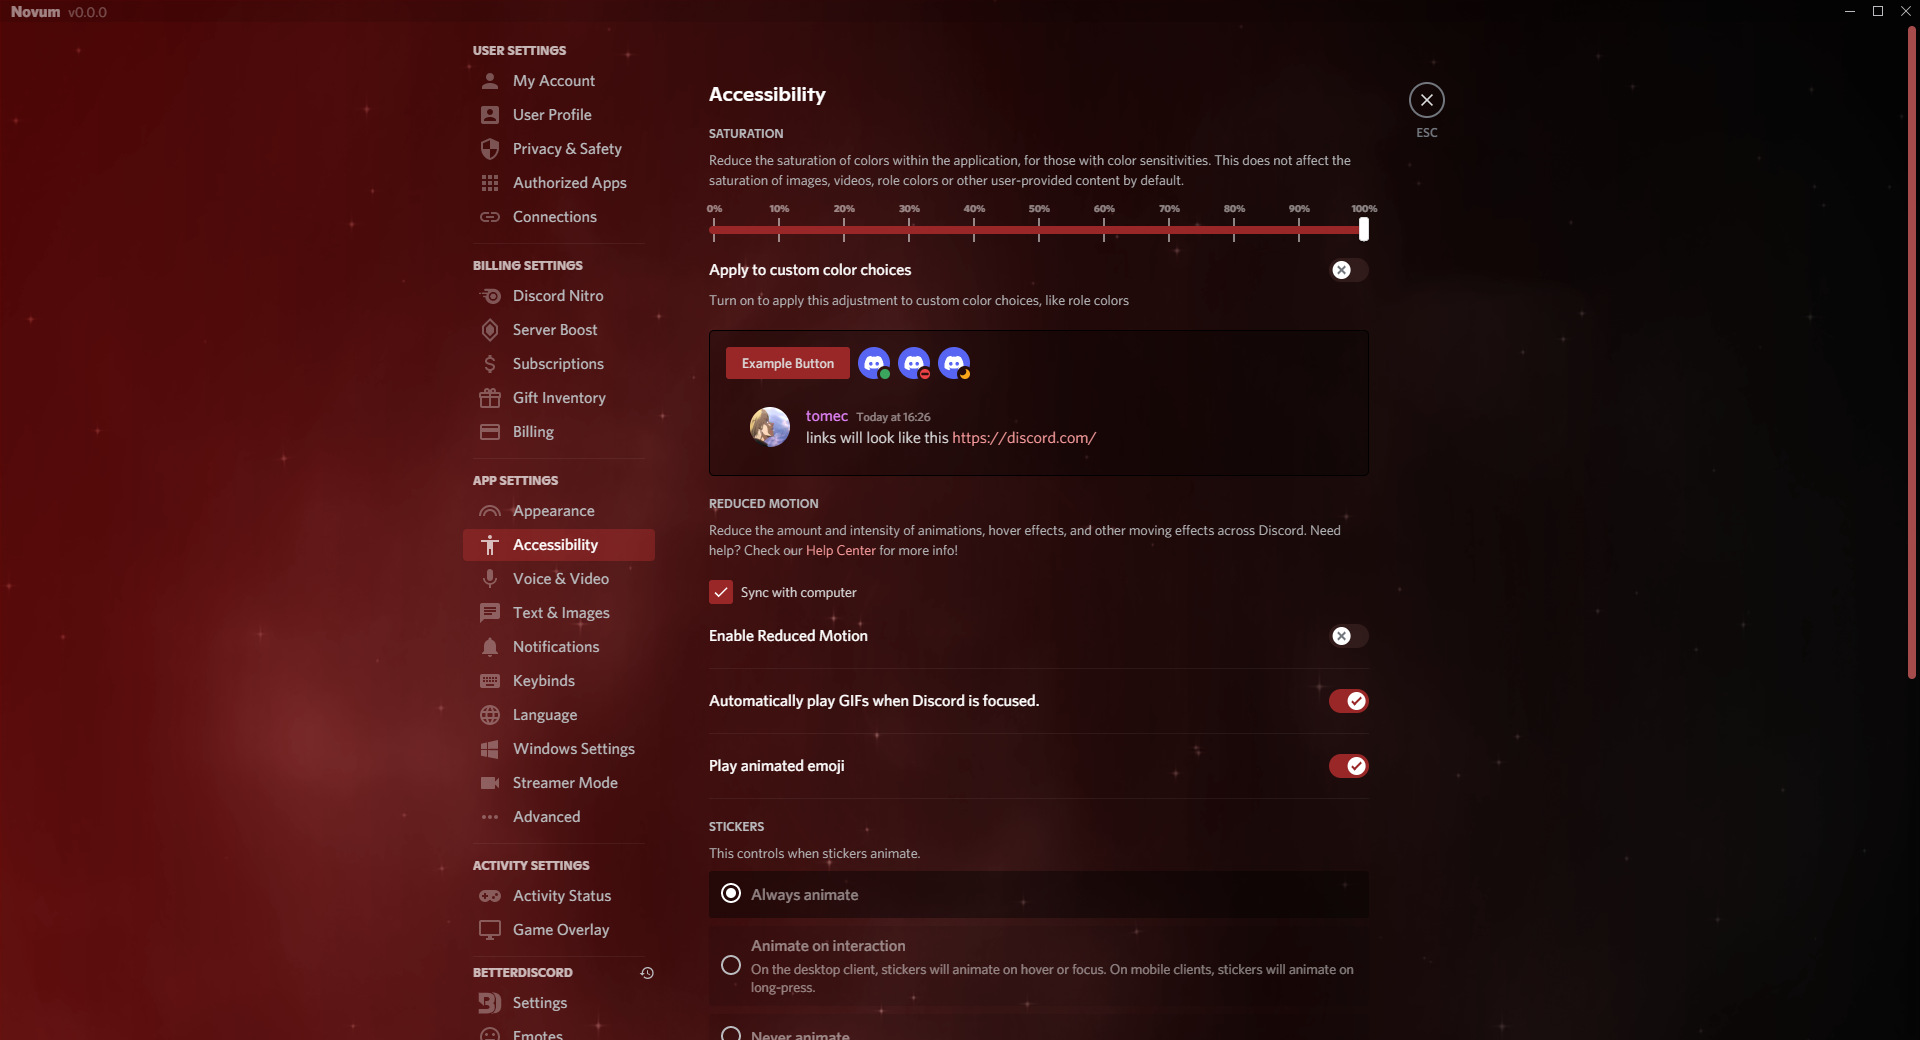 Novum v0.0.0
USER SETTINGS
My Account
User Profile
Privacy & Safety
Authorized Apps
Connections
BILLING SETTINGS
Discord Nitro
Server Boost
Subscriptions
Gift Inventory
Billing
APP SETTINGS
Appearance
Accessibility
Voice & Video
Text & Images
Notifications
Keybinds
Language
Windows Settings
Streamer Mode
Advanced
ACTIVITY SETTINGS
Activity Status
Game Overlay
BETTERDISCORD
Settings
Emotes
Accessibility
ESC
SATURATION
Reduce the saturation of colors within the application, for those with color sensitivities. This does not affect the
saturation of images, videos, role colors or other user-provided content by default.
0% 10% 20% 30% 40% 50% 60% 70% 80% 90% 100%
Apply to custom color choices
Turn on to apply this adjustment to custom color choices, like role colors
Example Button
tomec Today at 16:26
links will look like this https://discord.com/
REDUCED MOTION
Reduce the amount and intensity of animations, hover effects, and other moving effects across Discord. Need
help? Check our Help Center for more info!
Sync with computer
Enable Reduced Motion
Automatically play GIFs when Discord is focused.
Play animated emoji
STICKERS
This controls when stickers animate.
Always animate
Animate on interaction
On the desktop client, stickers will animate on hover or focus. On mobile clients, stickers will animate on
long-press.
Never animate